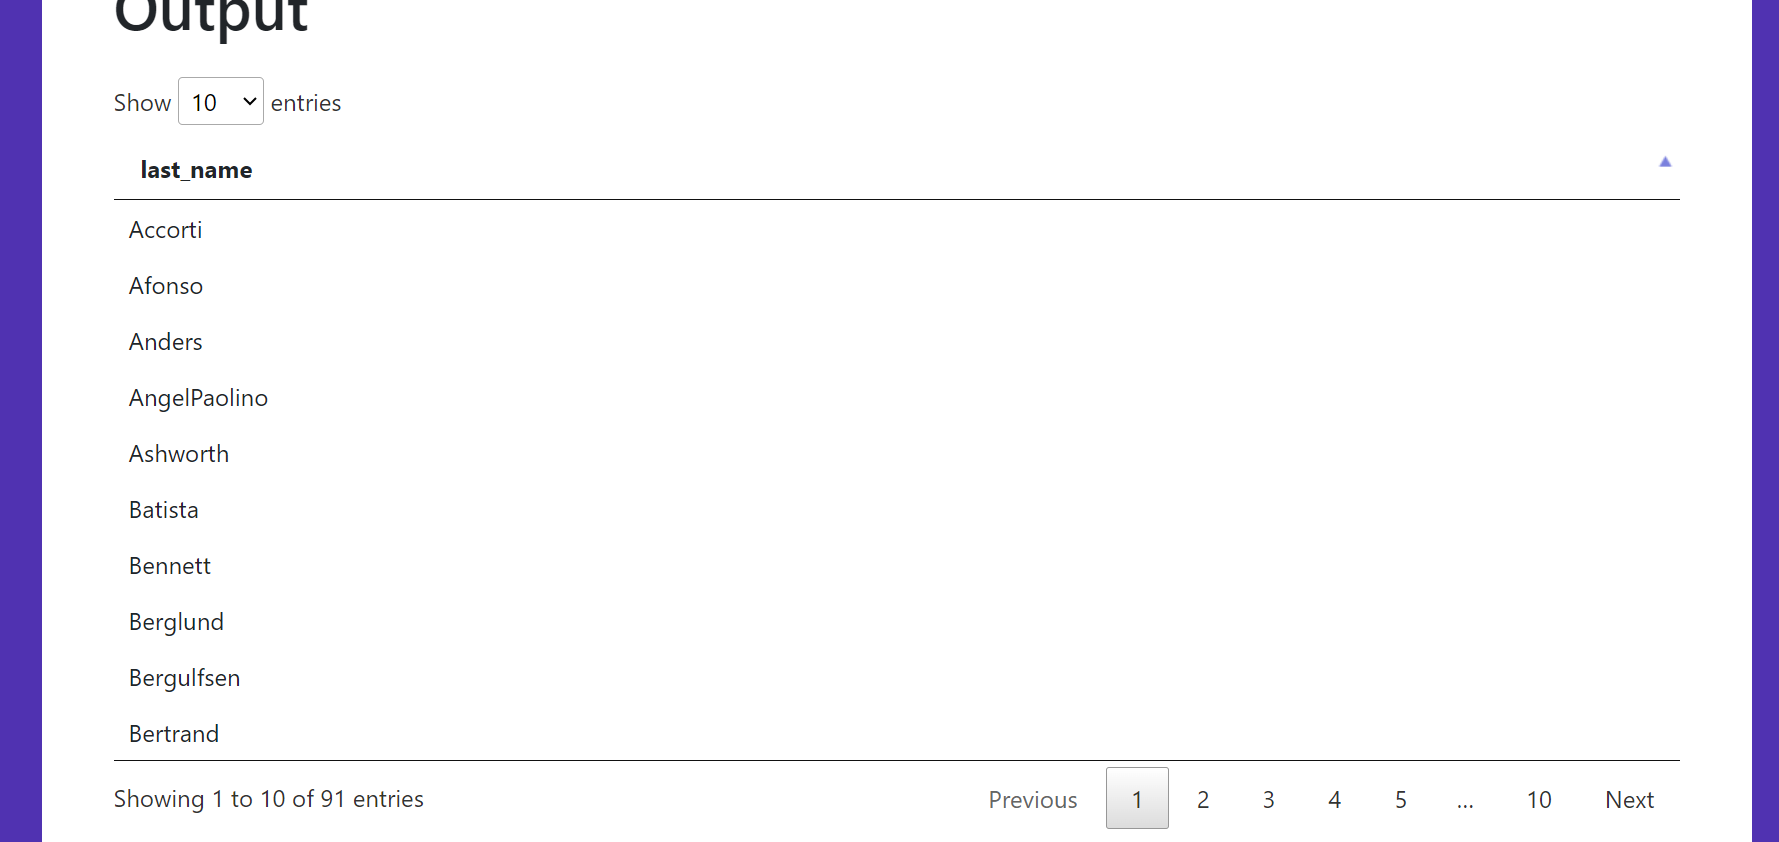 Output
Show 10 entries
last_name
Accorti
Afonso
Anders
AngelPaolino
Ashworth
Batista
Bennett
Berglund
Bergulfsen
Bertrand
Showing 1 to 10 of 91 entries Previous 1 2 3 4 5 ... 10 Next